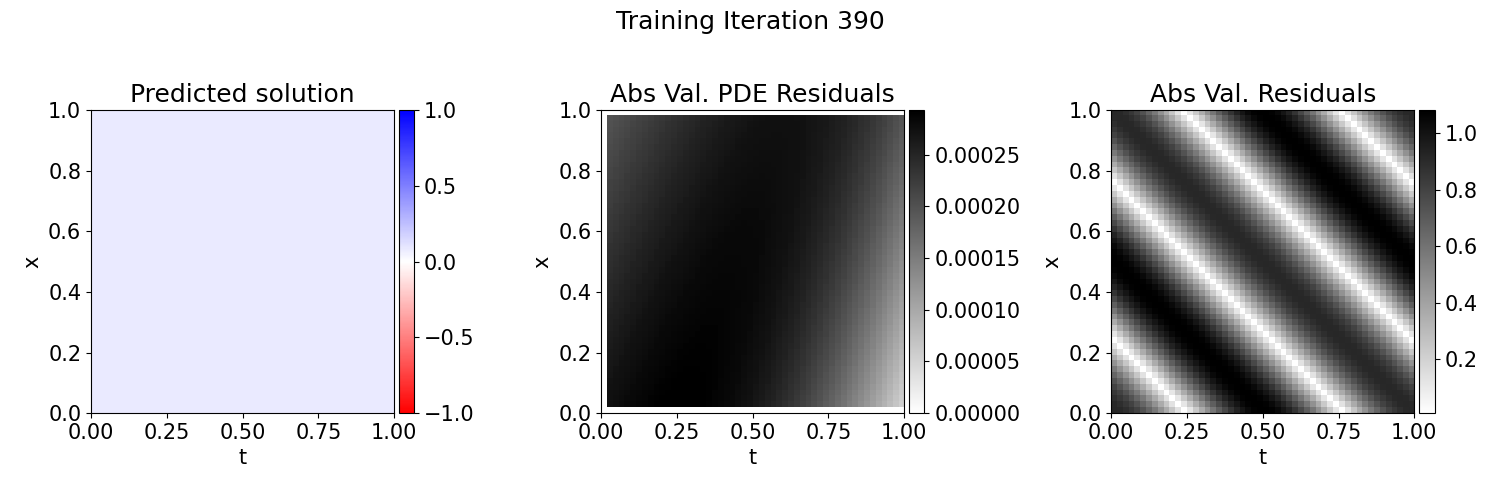 Training Iteration 390
Predicted solution
1.0
0.8
0.6
0.4
0.2
0.0
x
0.00 0.25 0.50 0.75 1.00
t
1.0
0.5
0.0
−0.5
−1.0
Abs Val. PDE Residuals
1.0
0.8
0.6
0.4
0.2
0.0
x
0.00 0.25 0.50 0.75 1.00
t
0.00025
0.00020
0.00015
0.00010
0.00005
0.00000
Abs Val. Residuals
1.0
0.8
0.6
0.4
0.2
0.0
x
0.00 0.25 0.50 0.75 1.00
t
1.0
0.8
0.6
0.4
0.2